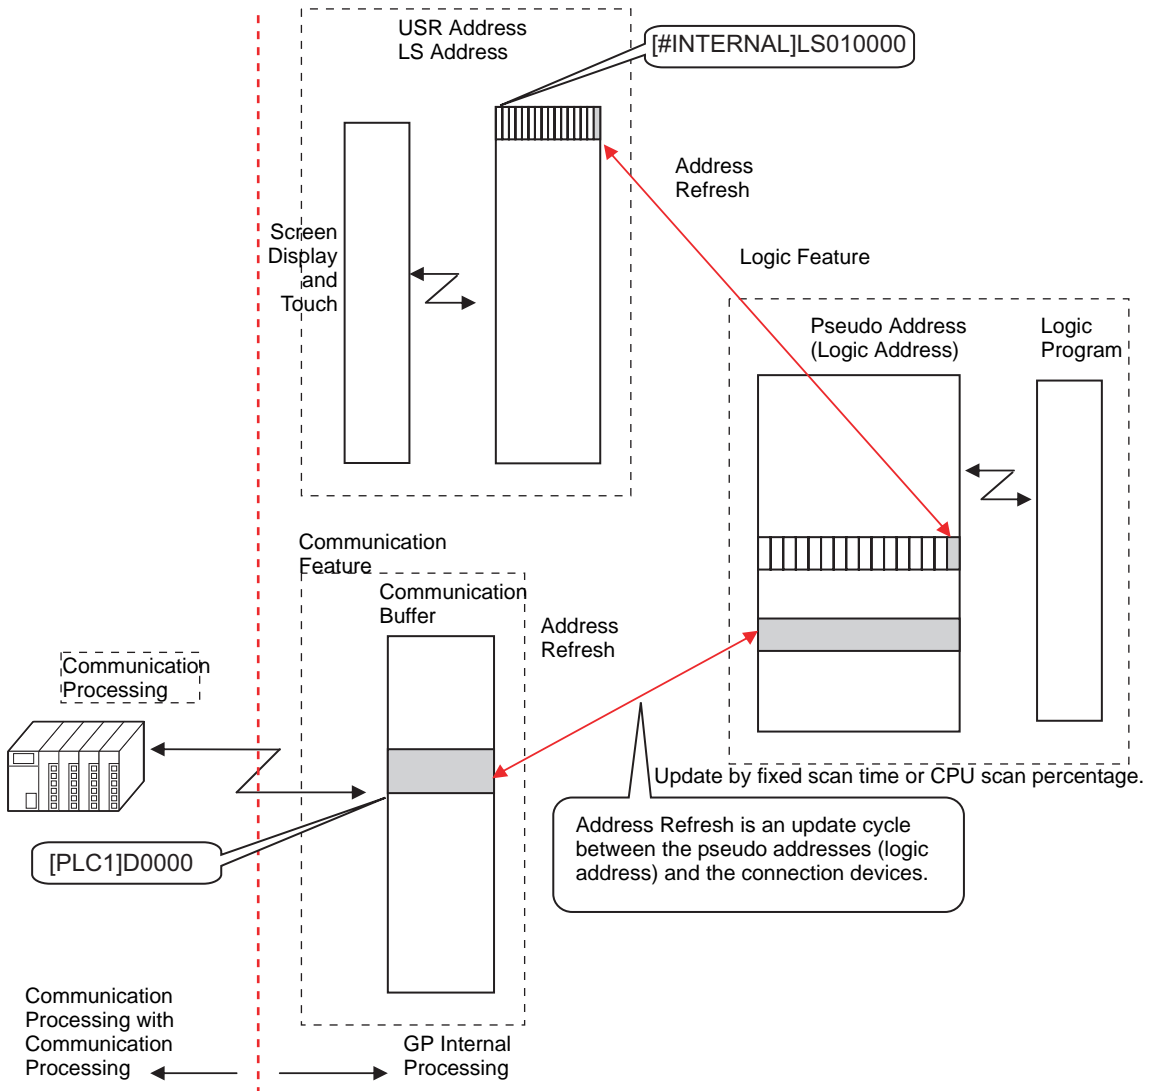 USR Address
LS Address
[#INTERNAL]LS010000
Address
Refresh
Screen
Display
and
Touch
Logic Feature
Pseudo Address
(Logic Address)
Logic
Program
Communication
Feature
Communication
Buffer
Address
Refresh
Communication
Processing
Update by fixed scan time or CPU scan percentage.
Address Refresh is an update cycle
between the pseudo addresses (logic
address) and the connection devices.
[PLC1]D0000
Communication
Processing with
Communication
Processing
GP Internal
Processing